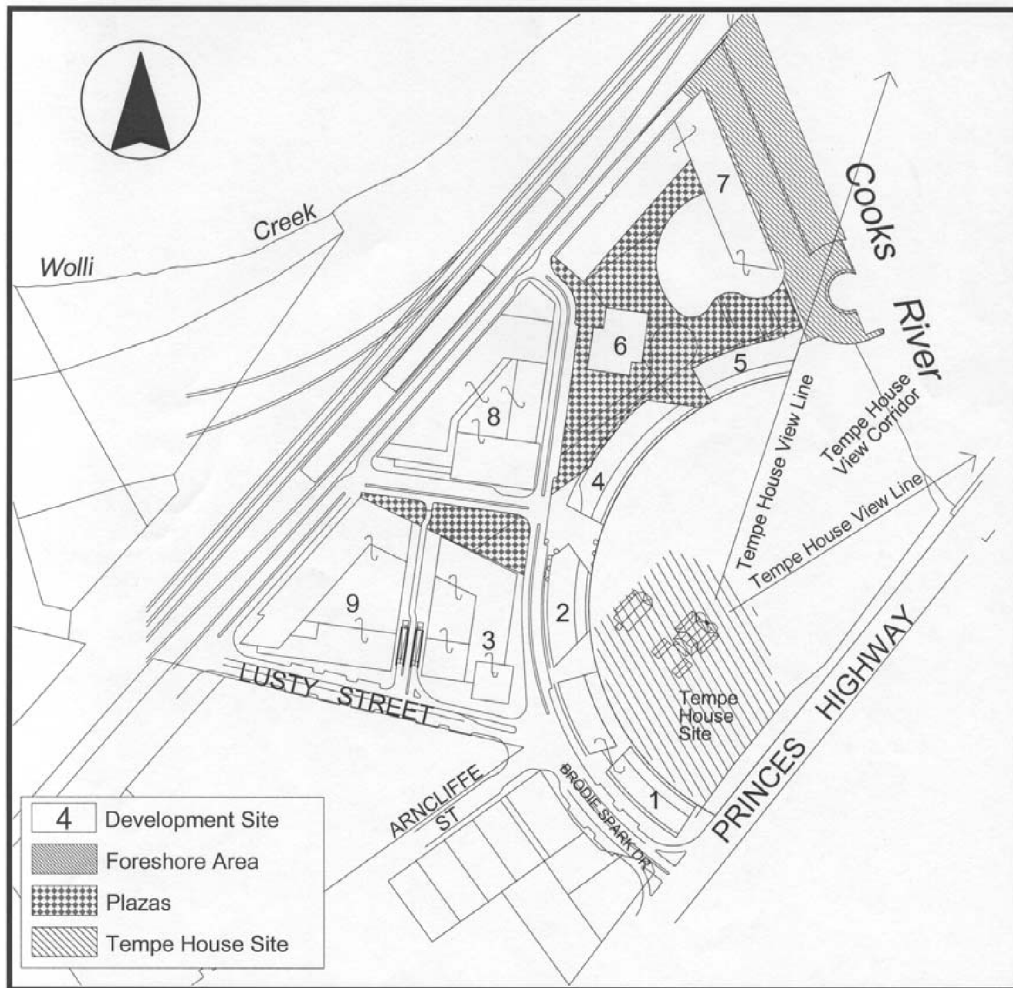 Wolli
Creek
Cooks
River
7
6
5
8
4
Tempe House View Line
Tempe House
View Corridor
Tempe House View Line
2
9
3
LUSTY STREET
Tempe
House
Site
PRINCES HIGHWAY
1
ARNCLIFFE
ST
BRODIE SPARK DR
4 Development Site
Foreshore Area
Plazas
Tempe House Site